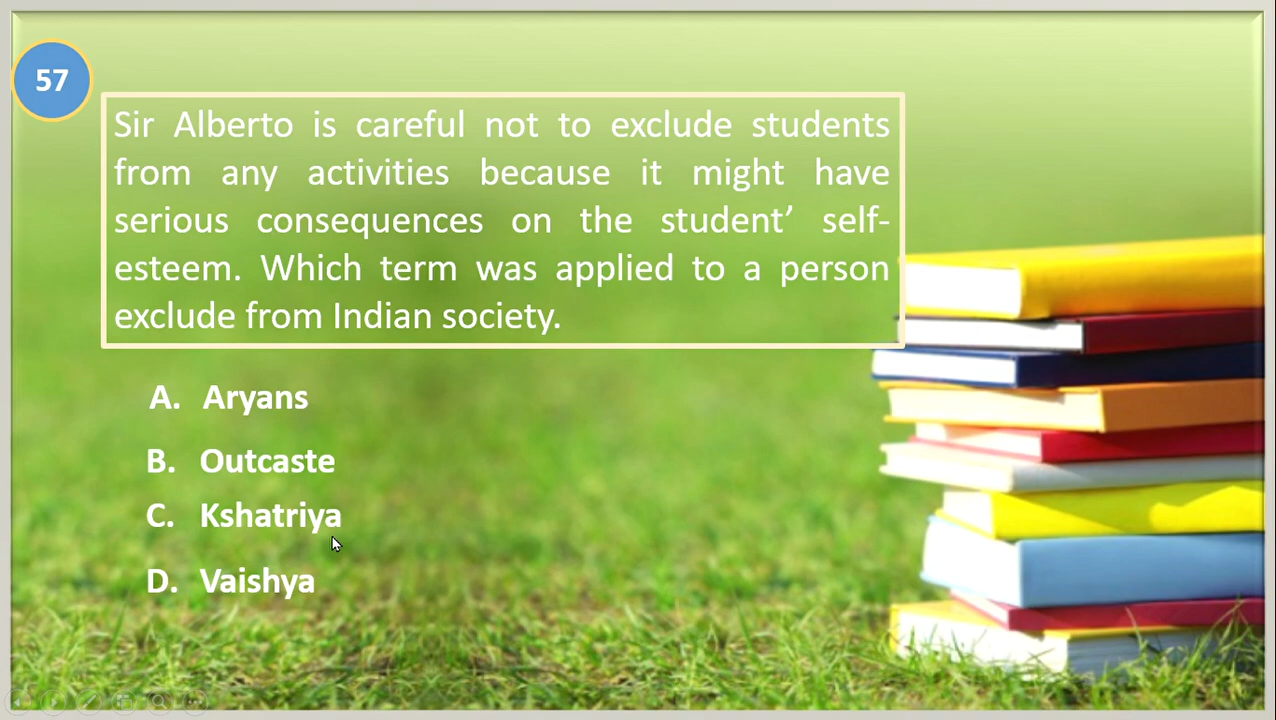 57
Sir Alberto is careful not to exclude students
from any activities because it might have
serious consequences on the student’ self-
esteem. Which term was applied to a person
exclude from Indian society.
A. Aryans
B. Outcaste
C. Kshatriya
D. Vaishya